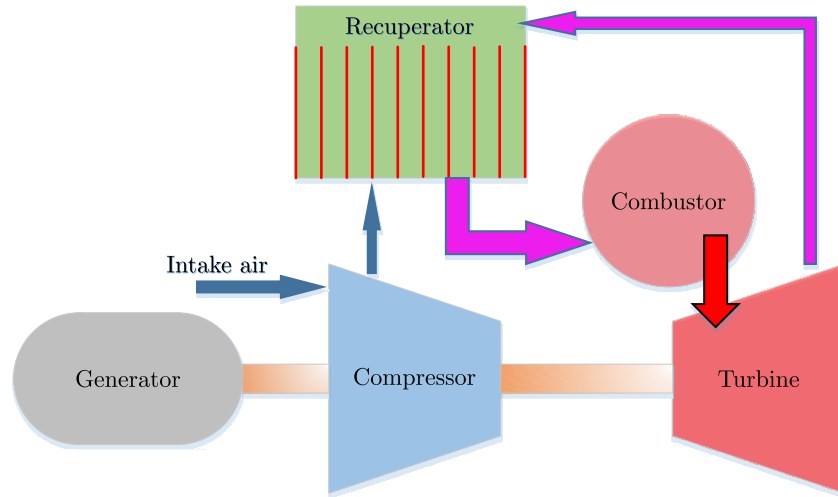 Recuperator
Combustor
Intake air
Generator
Compressor
Turbine